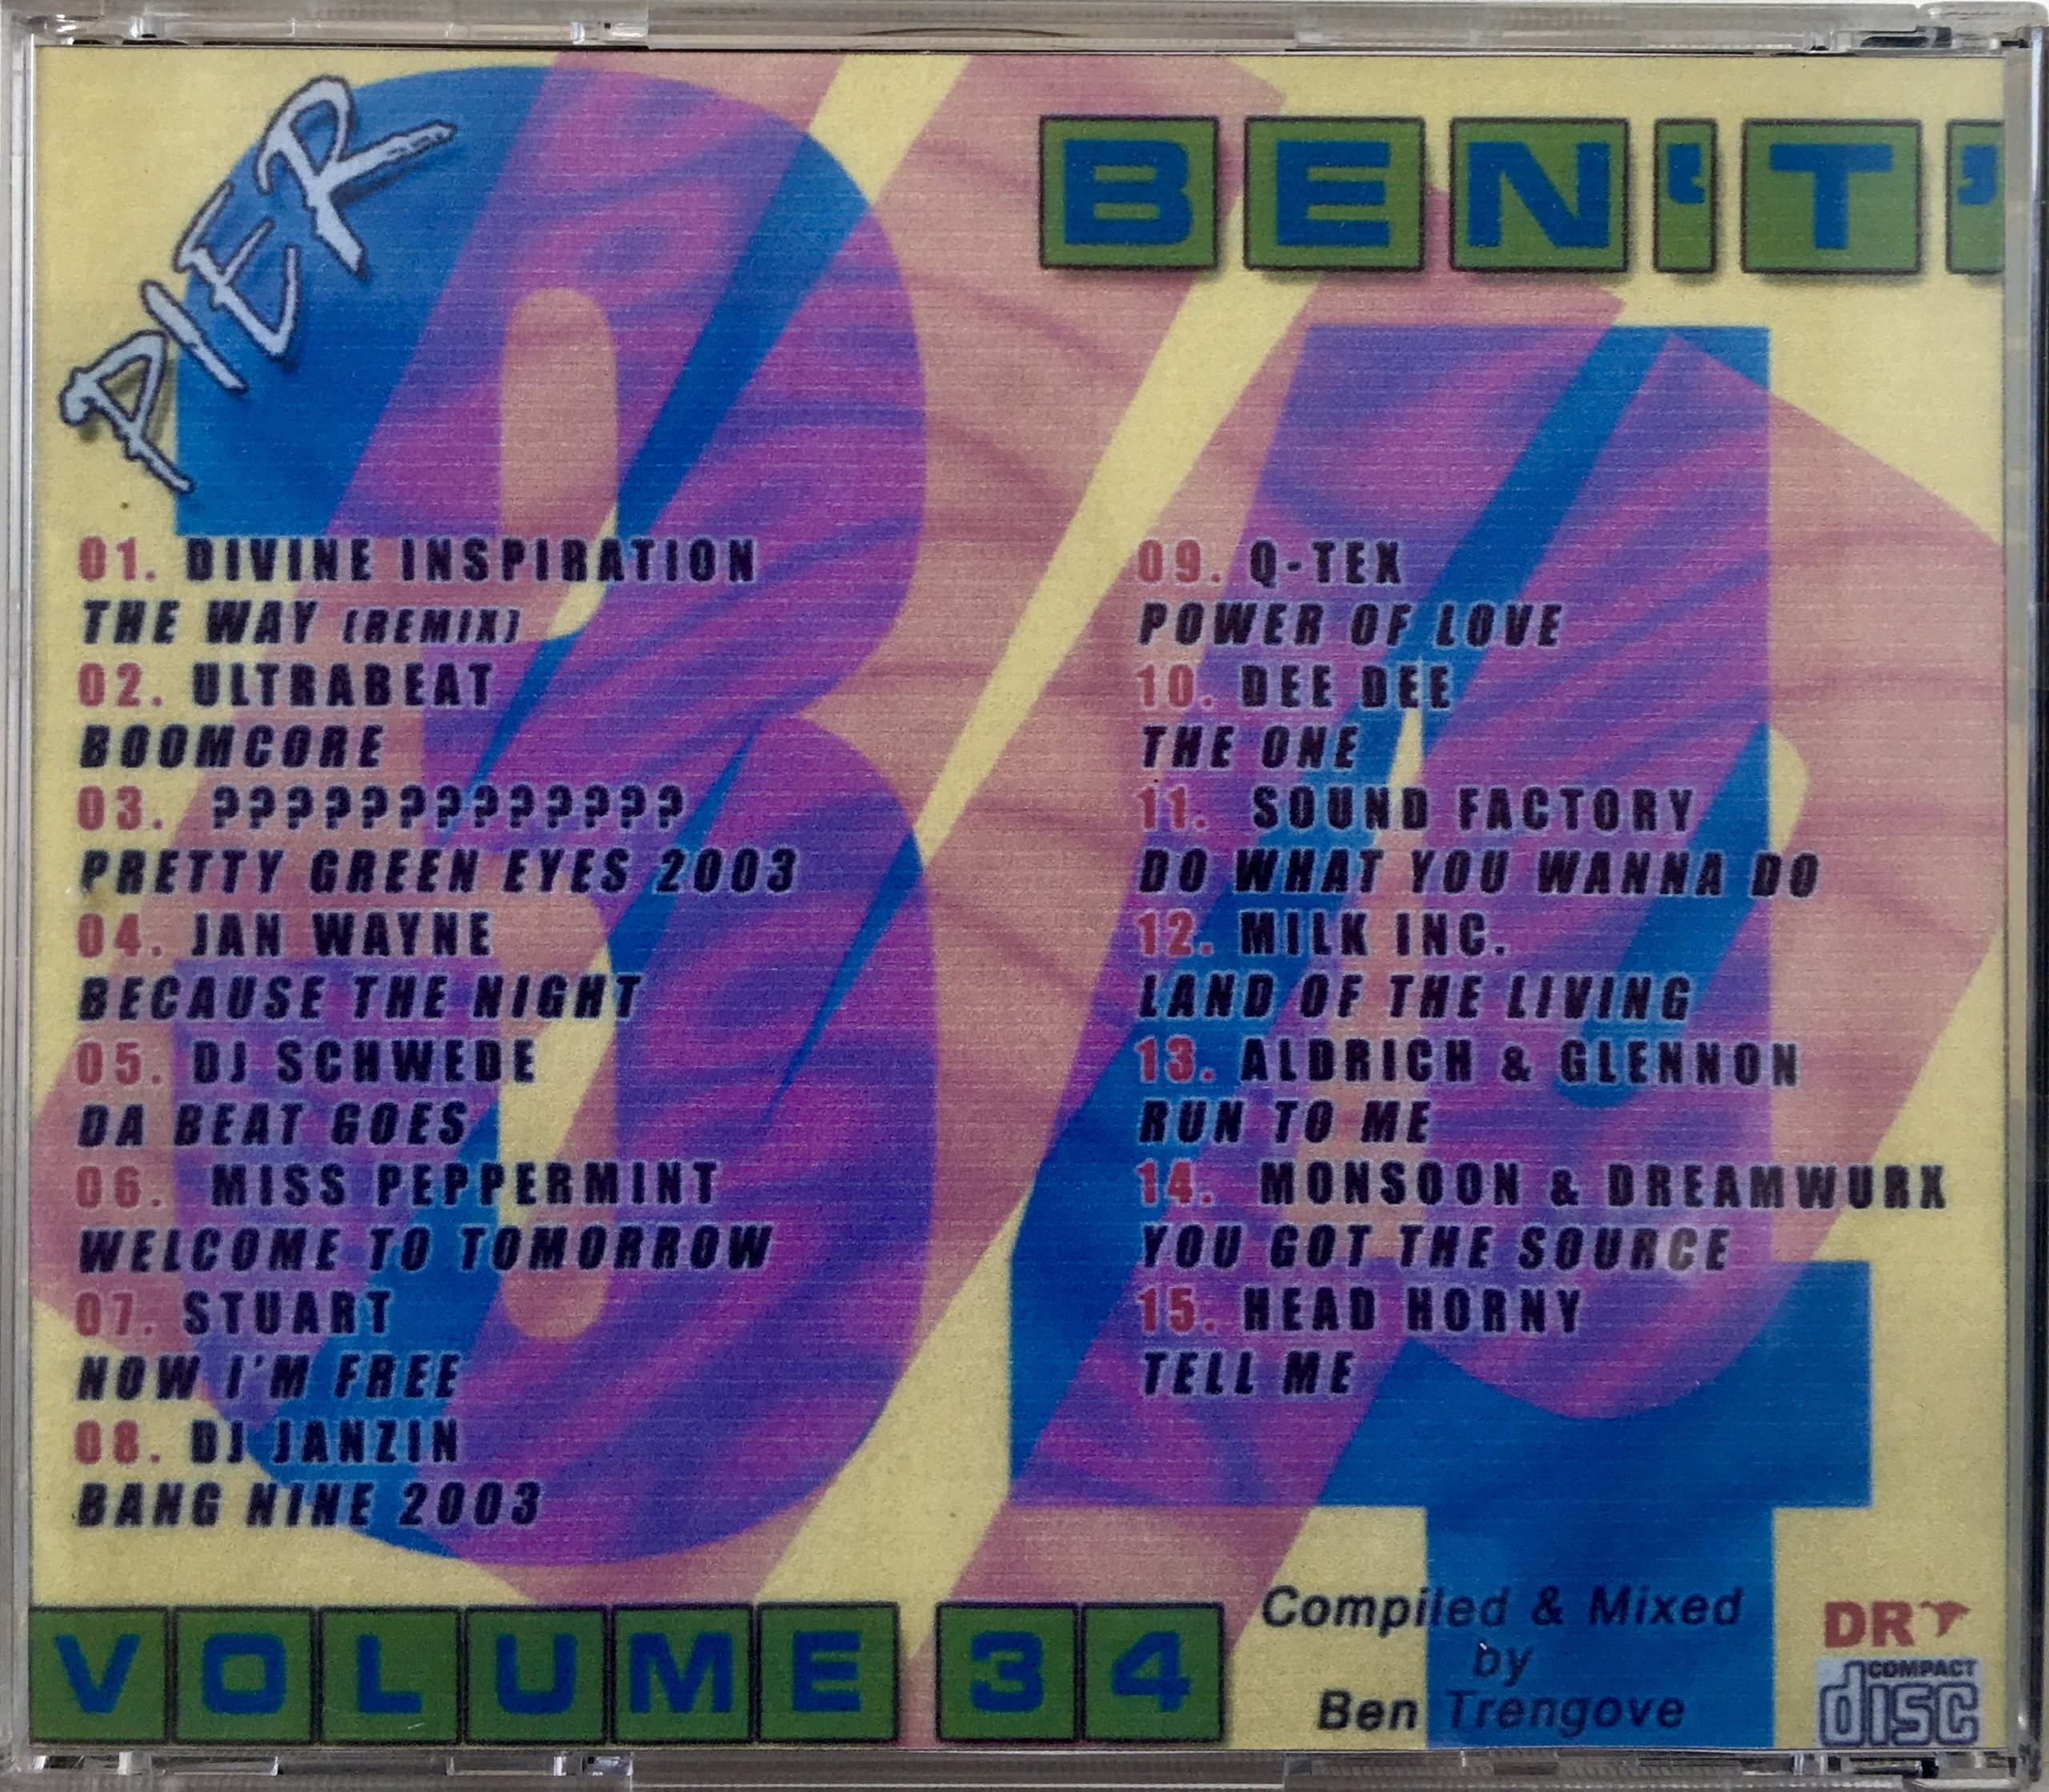 PIER
BEN 'T'
01. DIVINE INSPIRATION
THE WAY (REMIX)
02. ULTRABEAT
BOOMCORE
03. ?????????????
PRETTY GREEN EYES 2003
04. JAN WAYNE
BECAUSE THE NIGHT
05. DJ SCHWEDE
DA BEAT GOES
06. MISS PEPPERMINT
WELCOME TO TOMORROW
07. STUART
NOW I'M FREE
08. DJ JANZIN
BANG NINE 2003
09. Q-TEX
POWER OF LOVE
10. DEE DEE
THE ONE
11. SOUND FACTORY
DO WHAT YOU WANNA DO
12. MILK INC.
LAND OF THE LIVING
13. ALDRICH & GLENNON
RUN TO ME
14. MONSOON & DREAMWURX
YOU GOT THE SOURCE
15. HEAD HORNY
TELL ME
VOLUME 34
Compiled & Mixed
by
Ben Trengove
DR
COMPACT
disc
34